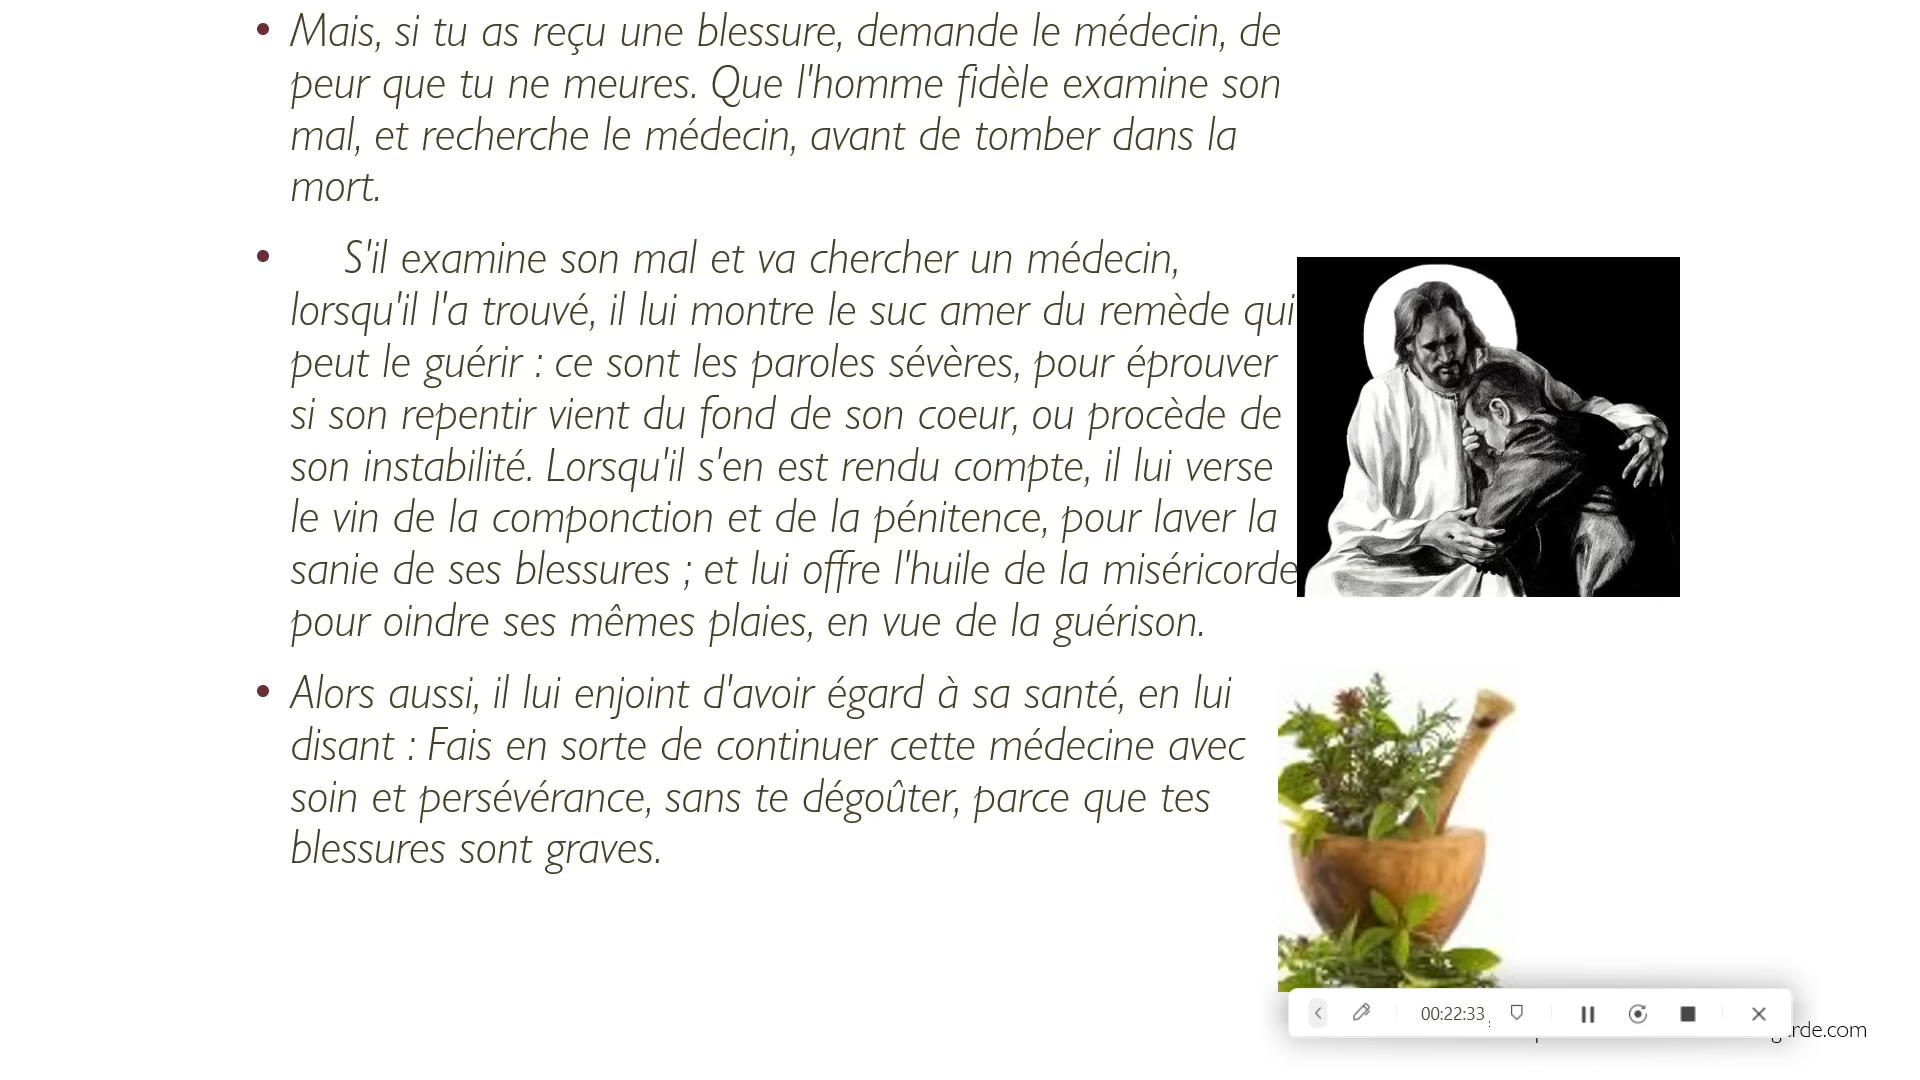 Mais, si tu as reçu une blessure, demande le médecin, de
peur que tu ne meures. Que l'homme fidèle examine son
mal, et recherche le médecin, avant de tomber dans la
mort.
S'il examine son mal et va chercher un médecin,
lorsqu'il l'a trouvé, il lui montre le suc amer du remède qui
peut le guérir : ce sont les paroles sévères, pour éprouver
si son repentir vient du fond de son coeur, ou procède de
son instabilité. Lorsqu'il s'en est rendu compte, il lui verse
le vin de la componction et de la pénitence, pour laver la
sanie de ses blessures ; et lui offre l'huile de la miséricorde
pour oindre ses mêmes plaies, en vue de la guérison.
Alors aussi, il lui enjoint d'avoir égard à sa santé, en lui
disant : Fais en sorte de continuer cette médecine avec
soin et persévérance, sans te dégoûter, parce que tes
blessures sont graves.
00:22:33
rde.com